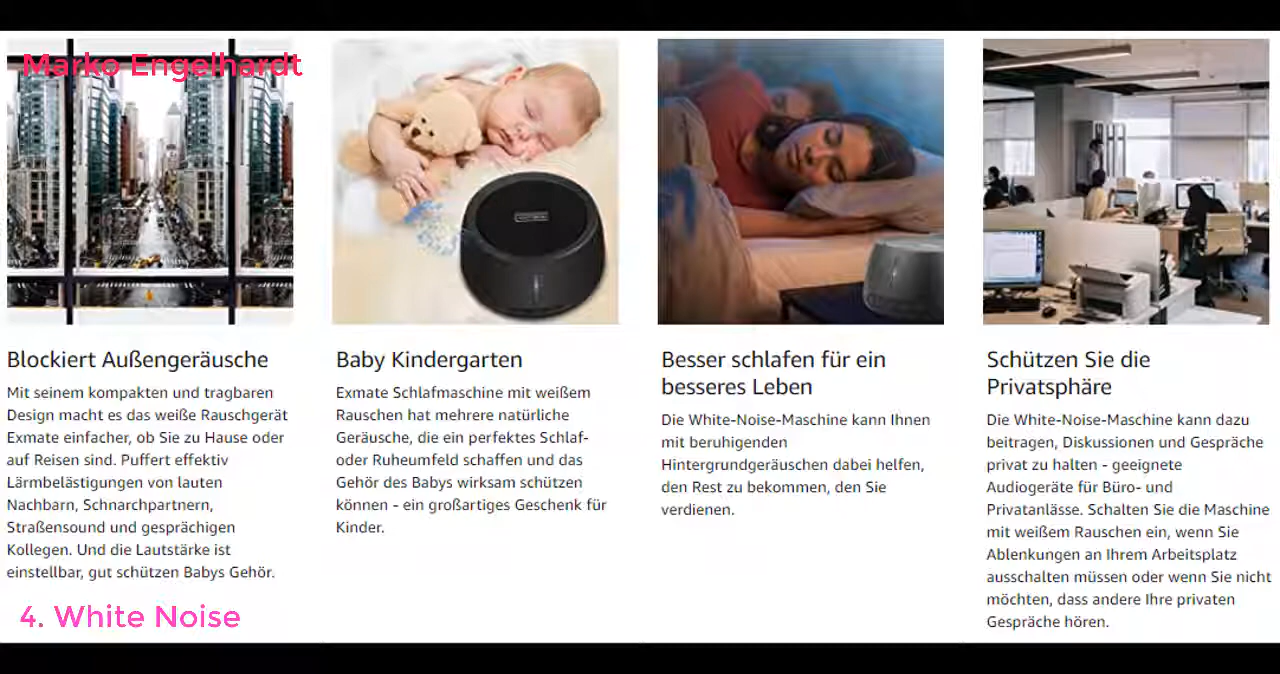 Marko Engelhardt
Blockiert Außengeräusche
Mit seinem kompakten und tragbaren
Design macht es das weiße Rauschgerät
Exmate einfacher, ob Sie zu Hause oder
auf Reisen sind. Puffert effektiv
Lärmbelästigungen von lauten
Nachbarn, Schnarchpartnern,
Straßensound und gesprächigen
Kollegen. Und die Lautstärke ist
einstellbar, gut schützen Babys Gehör.
Baby Kindergarten
Exmate Schlafmaschine mit weißem
Rauschen hat mehrere natürliche
Geräusche, die ein perfektes Schlaf-
oder Ruheumfeld schaffen und das
Gehör des Babys wirksam schützen
können - ein großartiges Geschenk für
Kinder.
Besser schlafen für ein
besseres Leben
Die White-Noise-Maschine kann Ihnen
mit beruhigenden
Hintergrundgeräuschen dabei helfen,
den Rest zu bekommen, den Sie
verdienen.
Schützen Sie die
Privatsphäre
Die White-Noise-Maschine kann dazu
beitragen, Diskussionen und Gespräche
privat zu halten - geeignete
Audiogeräte für Büro- und
Privatanlässe. Schalten Sie die Maschine
mit weißem Rauschen ein, wenn Sie
Ablenkungen an Ihrem Arbeitsplatz
ausschalten müssen oder wenn Sie nicht
möchten, dass andere Ihre privaten
Gespräche hören.
4. White Noise